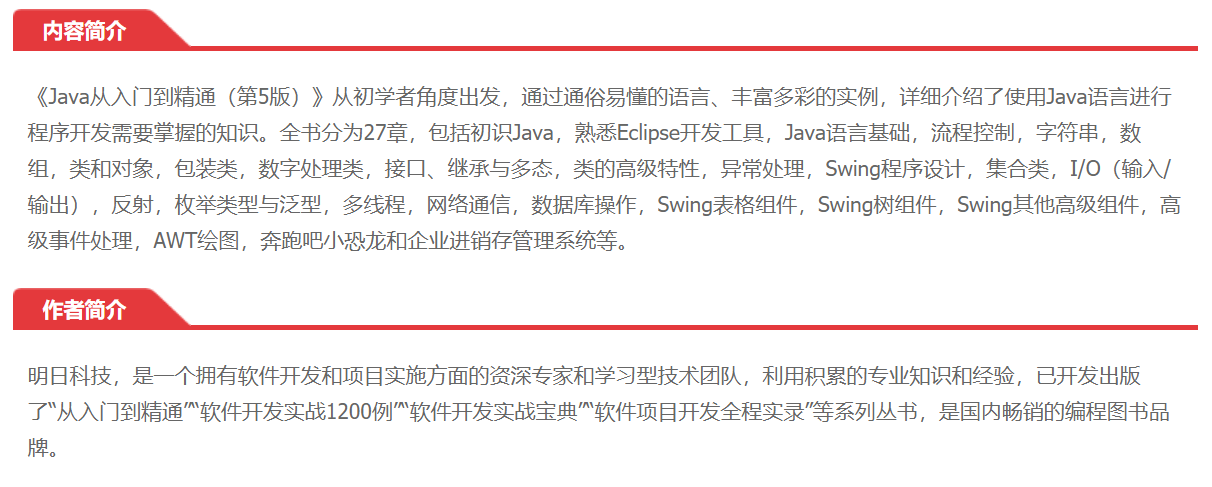 内容简介
《Java从入门到精通（第5版）》从初学者角度出发，通过通俗易懂的语言、丰富多彩的实例，详细介绍了使用Java语言进行
程序开发需要掌握的知识。全书分为27章，包括初识Java，熟悉Eclipse开发工具，Java语言基础，流程控制，字符串，数
组，类和对象，包装类，数字处理类，接口、继承与多态，类的高级特性，异常处理，Swing程序设计，集合类，I/O（输入/
输出），反射，枚举类型与泛型，多线程，网络通信，数据库操作，Swing表格组件，Swing树组件，Swing其他高级组件，高
级事件处理，AWT绘图，奔跑吧小恐龙和企业进销存管理系统等。
作者简介
明日科技，是一个拥有软件开发和项目实施方面的资深专家和学习型技术团队，利用积累的专业知识和经验，已开发出版
了“从入门到精通”“软件开发实战1200例”“软件开发实战宝典”“软件项目开发全程实录”等系列丛书，是国内畅销的编程图书品
牌。